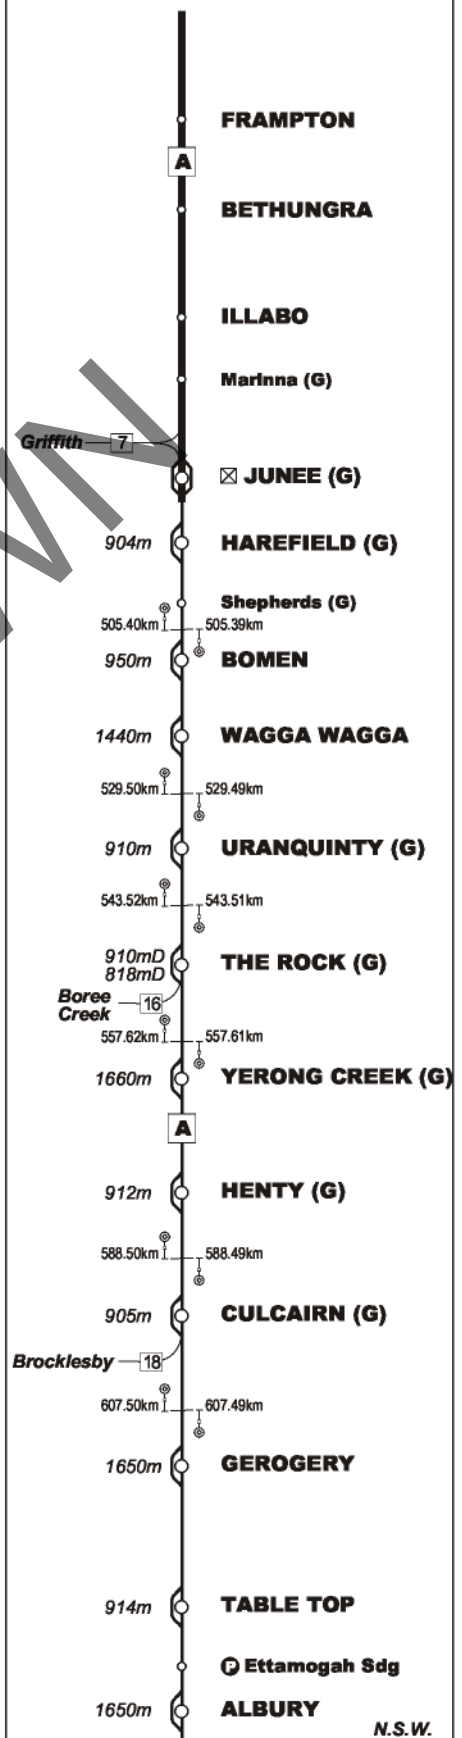 FRAMPTON
A
BETHUNGRA
ILLABO
Marinna (G)
Griffith 7
JUNEE (G)
904m HAREFIELD (G)
Shepherds (G)
505.40km 505.39km
950m BOMEN
1440m WAGGA WAGGA
529.50km 529.49km
910m URANQUINTY (G)
543.52km 543.51km
910mD
818mD
THE ROCK (G)
Boree
Creek
16
557.62km 557.61km
1660m YERONG CREEK (G)
A
912m HENTY (G)
588.50km 588.49km
905m CULCAIRN (G)
Brocklesby 18
607.50km 607.49km
1650m GEROGERY
914m TABLE TOP
P Ettamogah Sdg
1650m ALBURY
N.S.W.